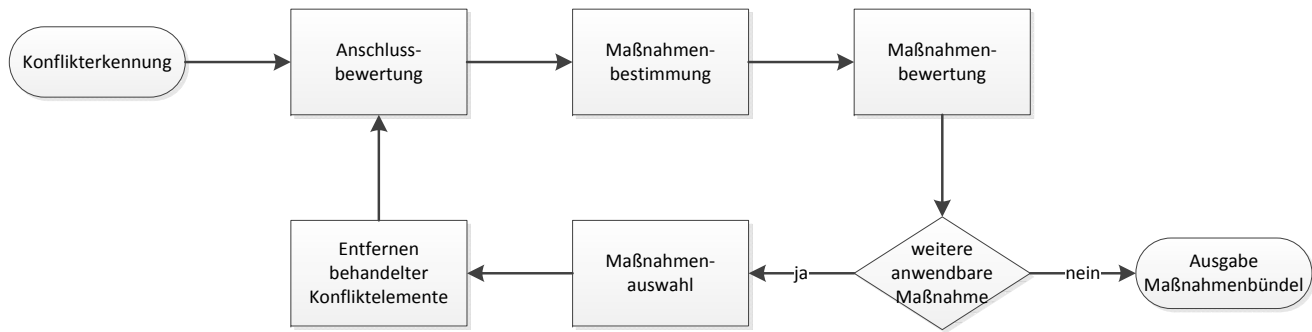 Konflikterkennung
Anschluss-
bewertung
Maßnahmen-
bestimmung
Maßnahmen-
bewertung
weitere
anwendbare
Maßnahme
ja
nein
Maßnahmen-
auswahl
Entfernen
behandelter
Konfliktelemente
Ausgabe
Maßnahmenbündel